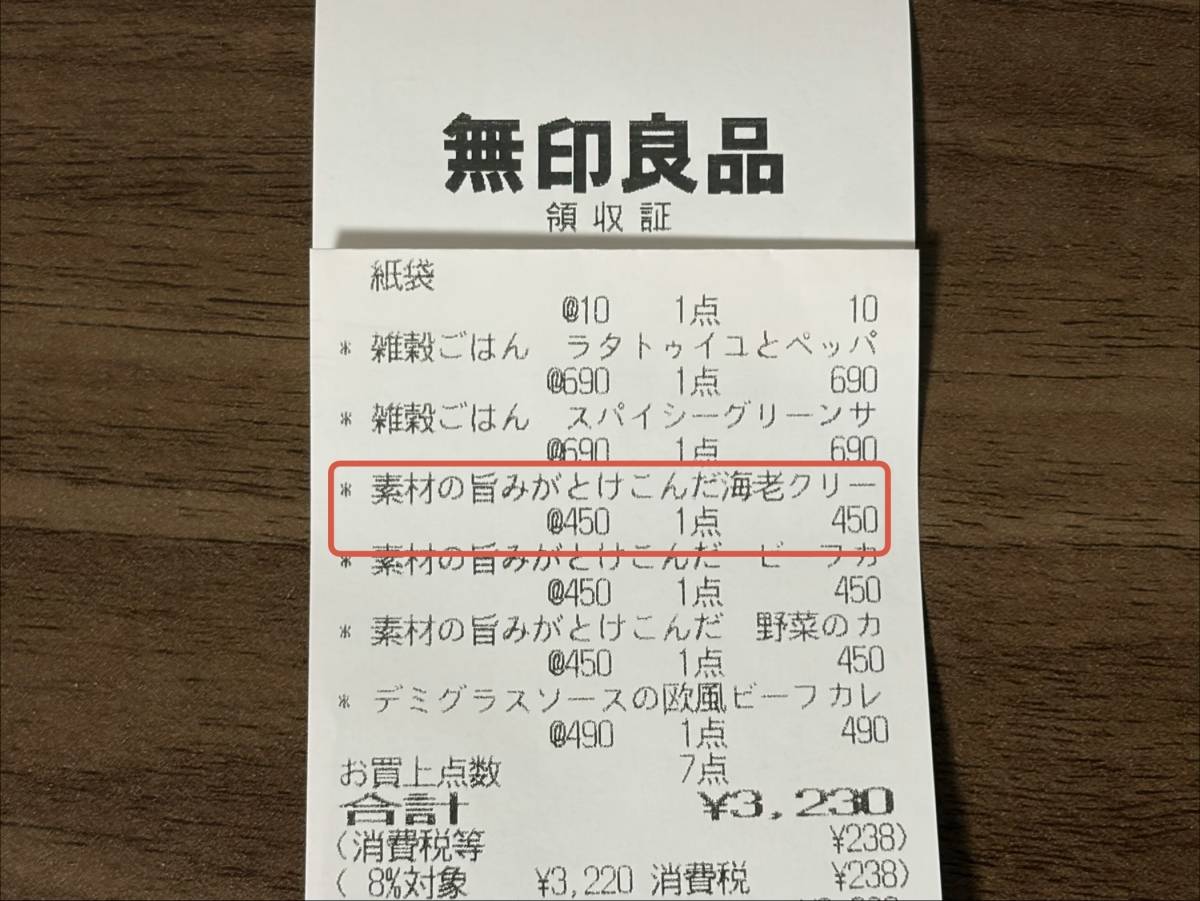 無印良品
領収証
紙袋
@10 1点 10
* 雑穀ごはん ラタトゥイユとペッパ
@690 1点 690
* 雑穀ごはん スパイシーグリーンサ
@690 1点 690
* 素材の旨みがとけこんだ海老クリー
@450 1点 450
* 素材の旨みがとけこんだ ビーフカ
@450 1点 450
* 素材の旨みがとけこんだ 野菜のカ
@450 1点 450
* デミグラスソースの欧風ビーフカレ
@490 1点 490
お買上点数 7点
合計 ¥3,230
(消費税等 ¥238)
( 8%対象 ¥3,220 消費税 ¥238)